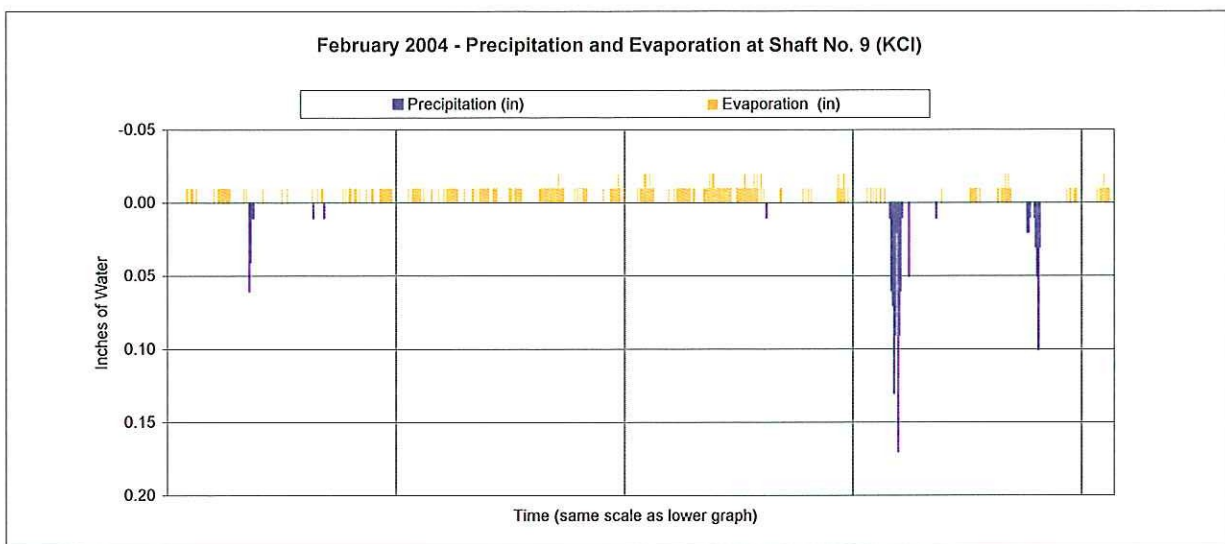 February 2004 - Precipitation and Evaporation at Shaft No. 9 (KCI)
Precipitation (in) Evaporation (in)
-0.05
0.00
0.05
0.10
0.15
0.20
Inches of Water
Time (same scale as lower graph)